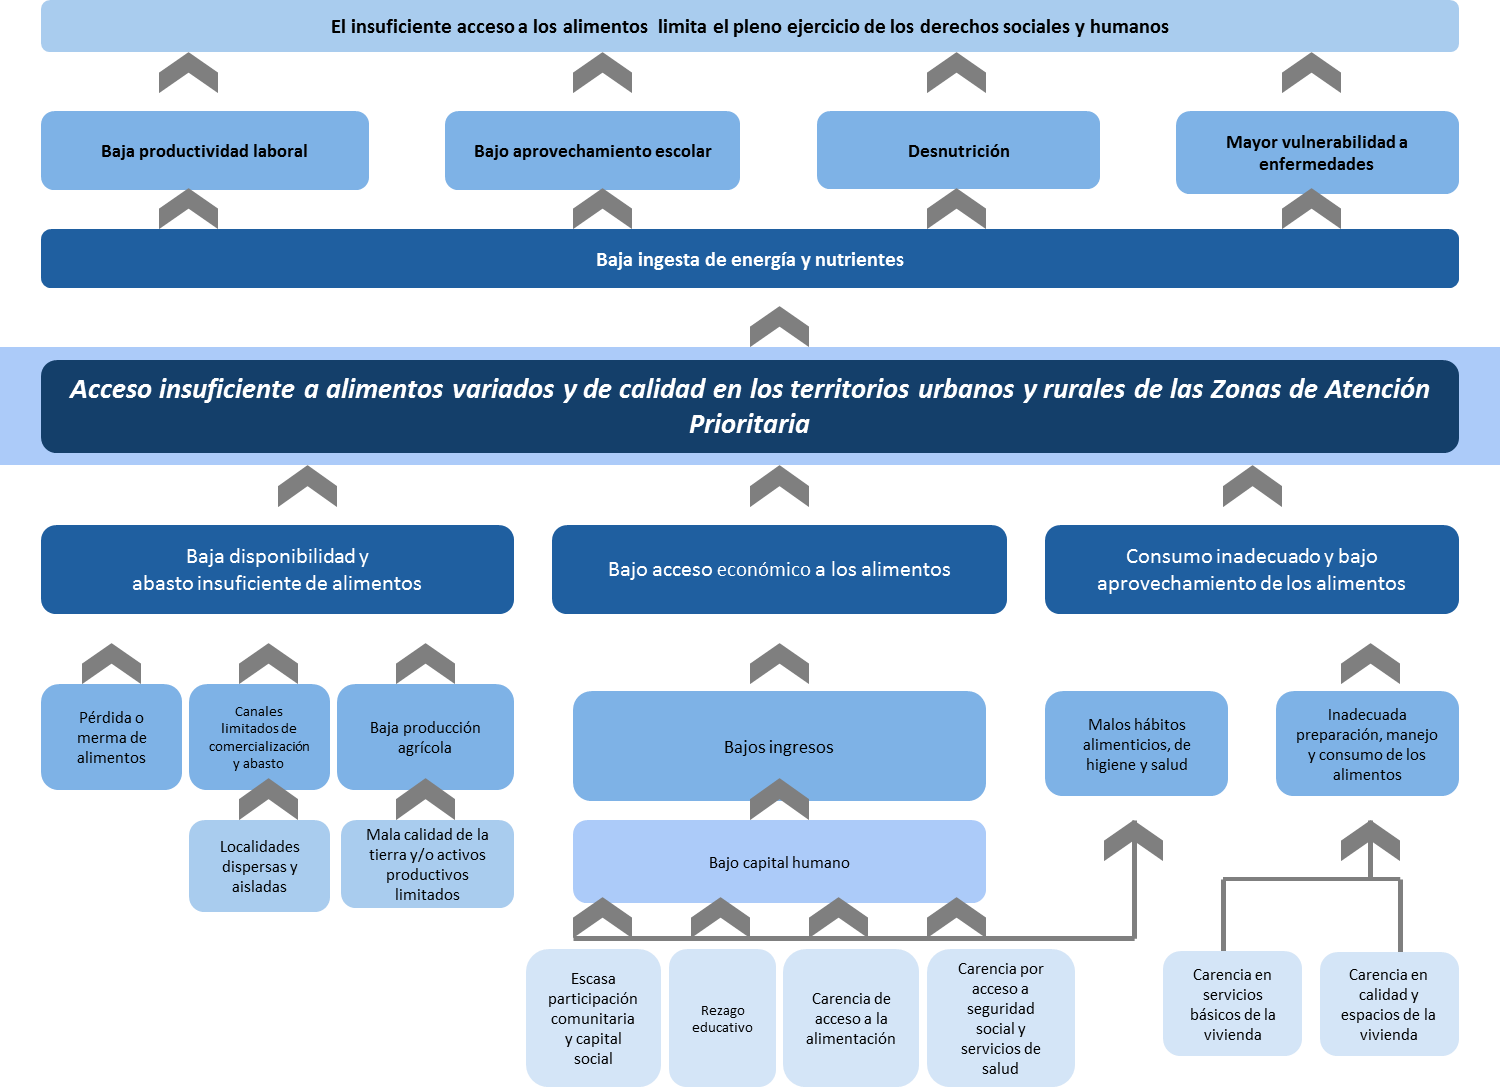 El insuficiente acceso a los alimentos  limita el pleno ejercicio de los derechos sociales y humanos
Baja productividad laboral
Bajo aprovechamiento escolar
Desnutrición
Mayor vulnerabilidad a
enfermedades
Baja ingesta de energía y nutrientes
Acceso insuficiente a alimentos variados y de calidad en los territorios urbanos y rurales de las Zonas de Atención
Prioritaria
Baja disponibilidad y
abasto insuficiente de alimentos
Bajo acceso económico a los alimentos
Consumo inadecuado y bajo
aprovechamiento de los alimentos
Pérdida o
merma de
alimentos
Canales
limitados de
comercialización
y abasto
Baja producción
agrícola
Bajos ingresos
Malos hábitos
alimenticios, de
higiene y salud
Inadecuada
preparación, manejo
y consumo de los
alimentos
Localidades
dispersas y
aisladas
Mala calidad de la
tierra y/o activos
productivos
limitados
Bajo capital humano
Escasa
participación
comunitaria
y capital
social
Rezago
educativo
Carencia de
acceso a la
alimentación
Carencia por
acceso a
seguridad
social y
servicios de
salud
Carencia en
servicios
básicos de la
vivienda
Carencia en
calidad y
espacios de la
vivienda